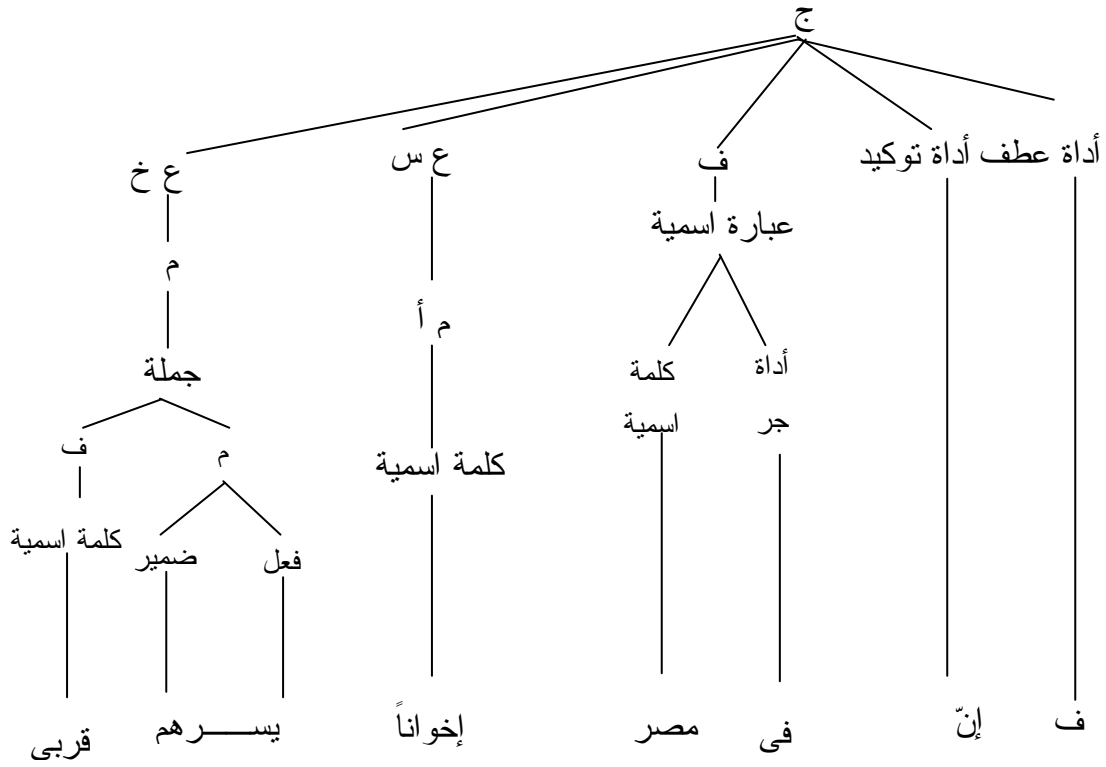 ج
أداة عطف أداة توكيد
ف
ع س
ع خ
عبارة اسمية
م
م أ
أداة
جر
كلمة
اسمية
جملة
م
ف
كلمة اسمية
فعل
ضمير
كلمة اسمية
ف
إنّ
فى
مصر
إخواناً
يســـــرهم
قربى